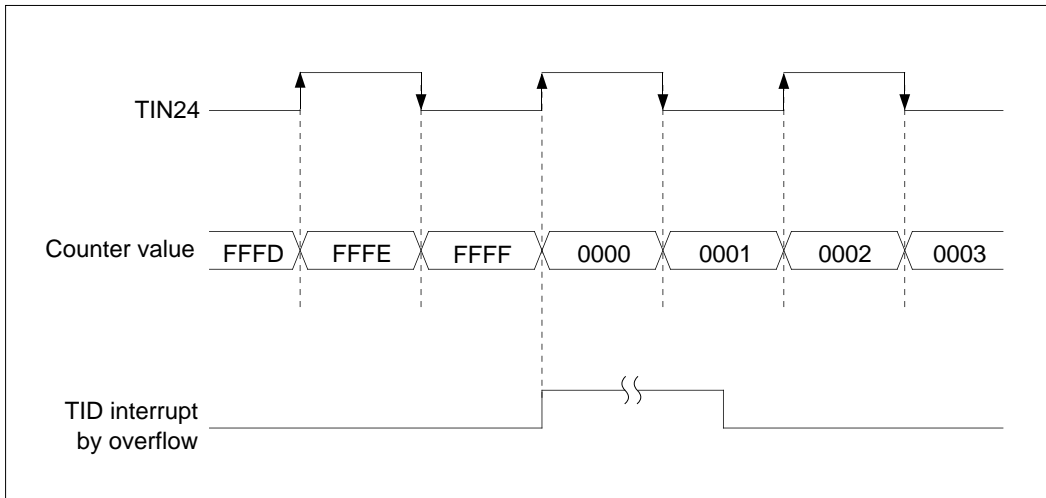 TIN24
Counter value FFFD FFFE FFFF 0000 0001 0002 0003
TID interrupt
by overflow